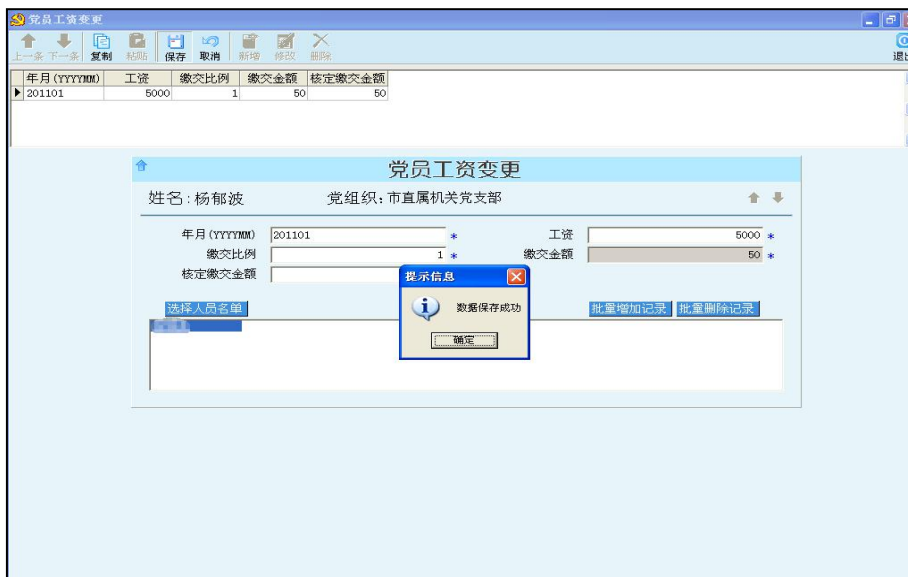 党员工资变更
上一条 下一条 复制 粘贴 保存 取消 新增 修改 删除
年月(YYYYMM) 工资 缴交比例 缴交金额 核定缴交金额
201101 5000 1 50 50
党员工资变更
姓名:杨郁波 党组织:市直属机关党支部
年月(YYYYMM) 201101 * 工资 5000 *
缴交比例 1 * 缴交金额 50 *
核定缴交金额
提示信息
选择人员名单 批量增加记录 批量删除记录
数据保存成功
确定